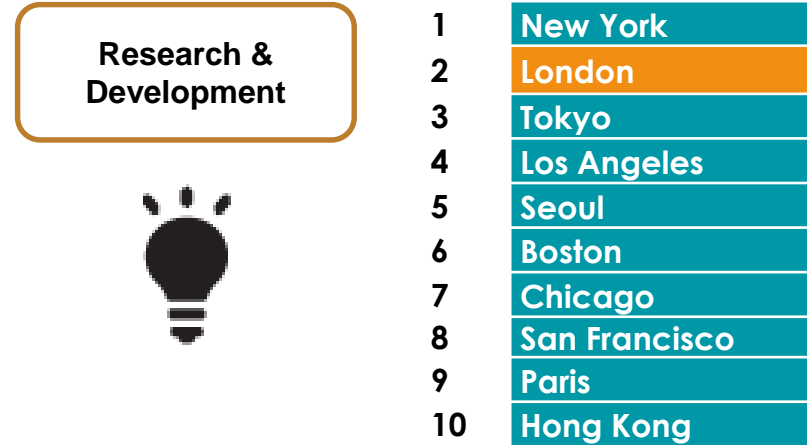 Research &
Development
1 New York
2 London
3 Tokyo
4 Los Angeles
5 Seoul
6 Boston
7 Chicago
8 San Francisco
9 Paris
10 Hong Kong